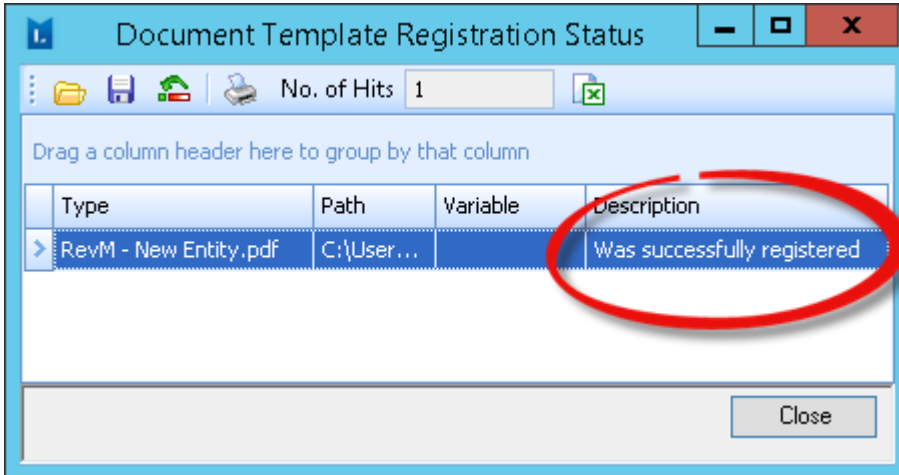 Document Template Registration Status
No. of Hits 1
Drag a column header here to group by that column
Type Path Variable Description
RevM - New Entity.pdf C:\User... Was successfully registered
Close